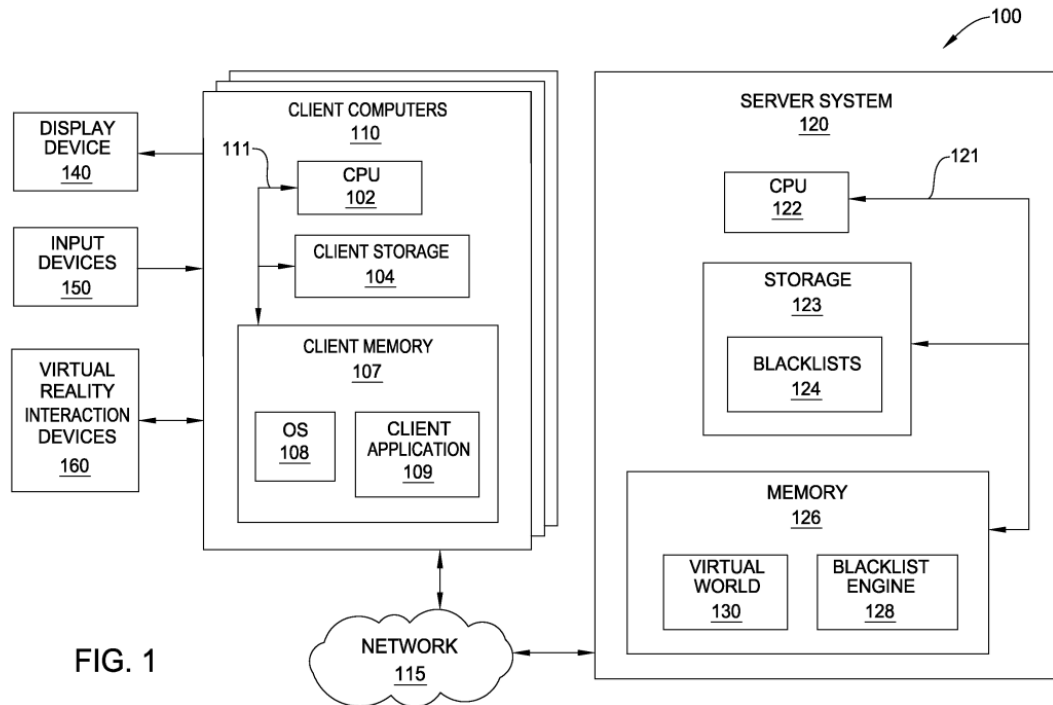 100
CLIENT COMPUTERS
110
111
CPU
102
CLIENT STORAGE
104
CLIENT MEMORY
107
OS
108
CLIENT
APPLICATION
109
DISPLAY
DEVICE
140
INPUT
DEVICES
150
VIRTUAL
REALITY
INTERACTION
DEVICES
160
SERVER SYSTEM
120
121
CPU
122
STORAGE
123
BLACKLISTS
124
MEMORY
126
VIRTUAL
WORLD
130
BLACKLIST
ENGINE
128
NETWORK
115
FIG. 1